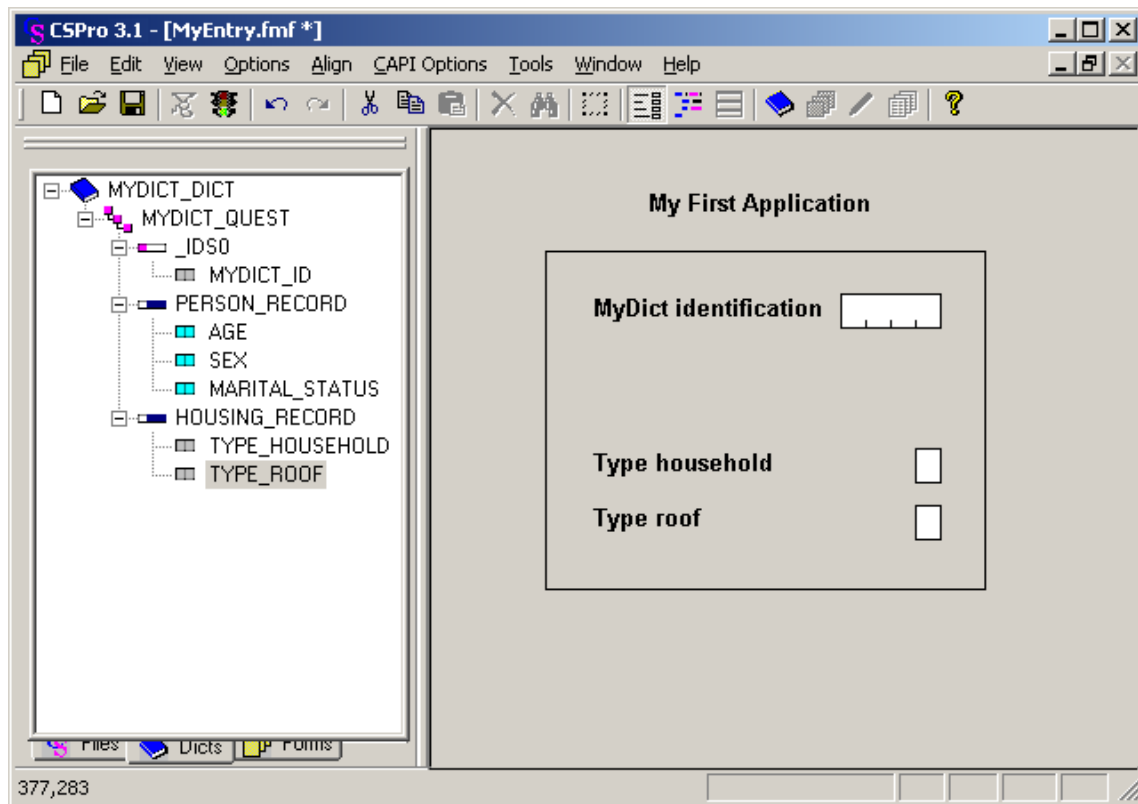 CSPro 3.1 - [MyEntry.fmf *]
File Edit View Options Align CAPI Options Tools Window Help
MYDICT_DICT
MYDICT_QUEST
_IDS0
MYDICT_ID
PERSON_RECORD
AGE
SEX
MARITAL_STATUS
HOUSING_RECORD
TYPE_HOUSEHOLD
TYPE_ROOF
My First Application
MyDict identification
Type household
Type roof
Files Dicts Forms
377,283